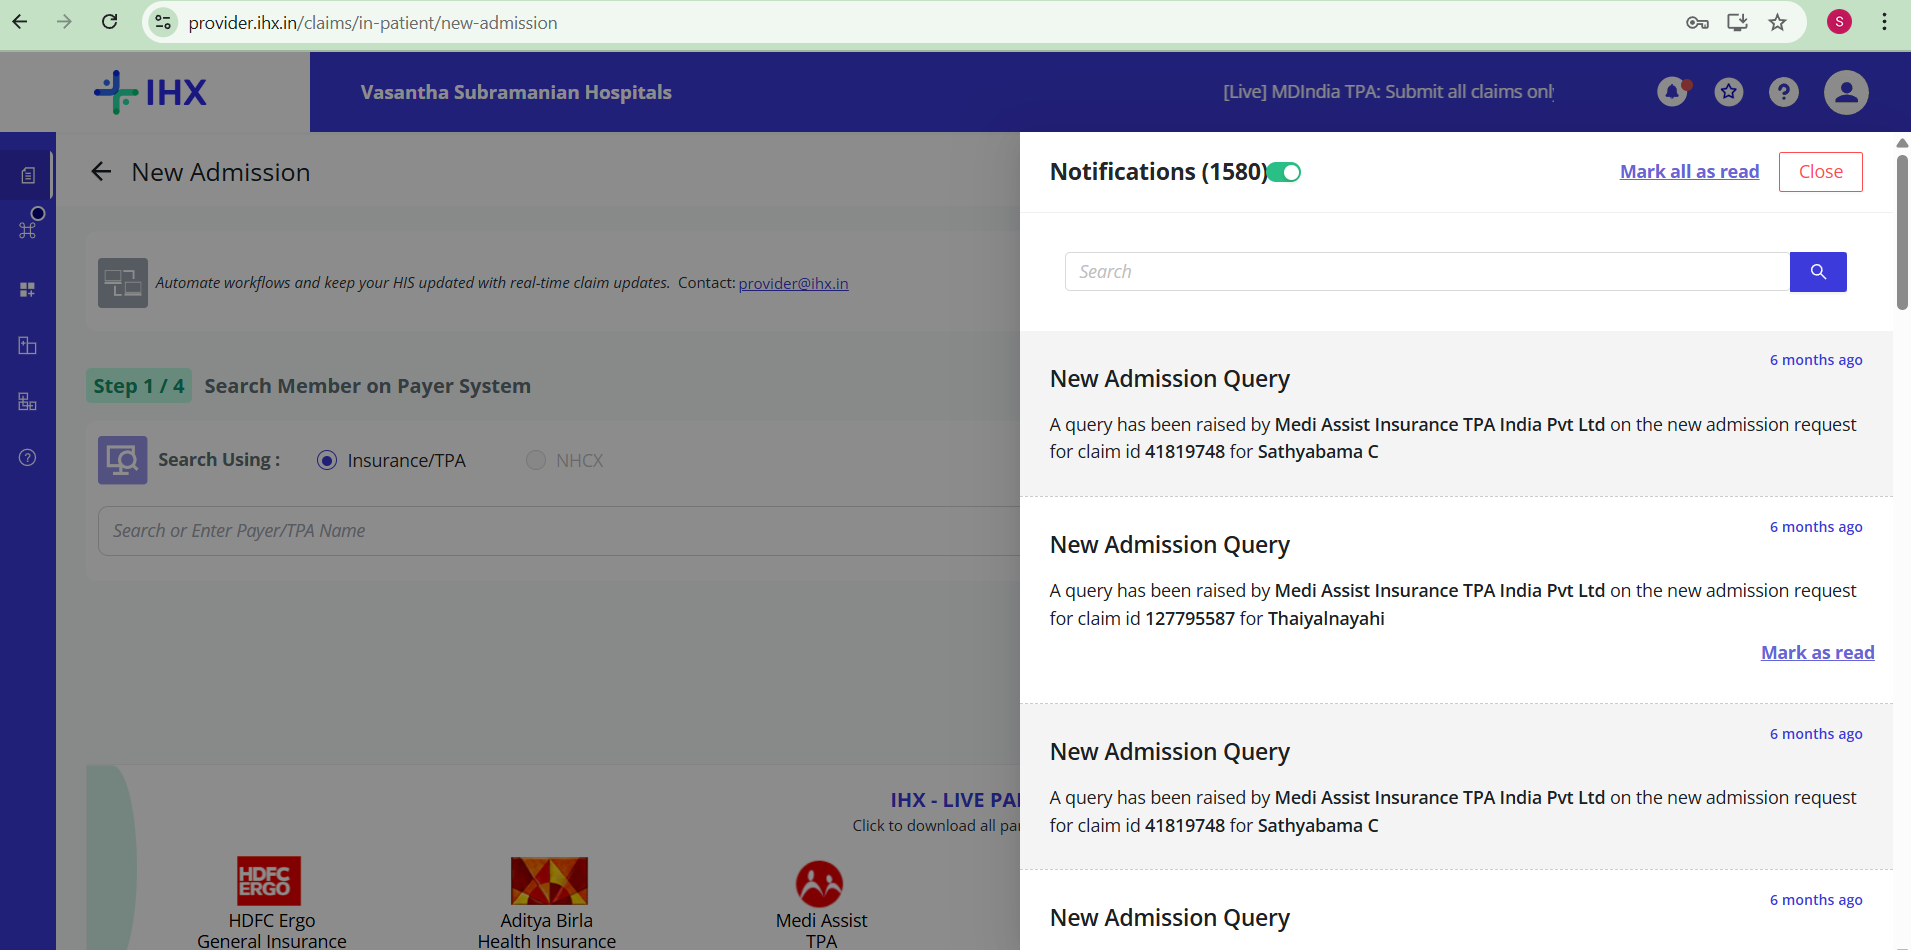 provider.ihx.in/claims/in-patient/new-admission
S
IHX
Vasantha Subramanian Hospitals
[Live] MDIndia TPA: Submit all claims only
New Admission
Automate workflows and keep your HIS updated with real-time claim updates. Contact: provider@ihx.in
Step 1 / 4 Search Member on Payer System
Search Using : Insurance/TPA NHCX
Search or Enter Payer/TPA Name
IHX - LIVE PA
Click to download all pa
HDFC ERGO
HDFC Ergo
General Insurance
Aditya Birla
Health Insurance
Medi Assist
TPA
Notifications (1580)
Mark all as read
Close
Search
6 months ago
New Admission Query
A query has been raised by Medi Assist Insurance TPA India Pvt Ltd on the new admission request
for claim id 41819748 for Sathyabama C
6 months ago
New Admission Query
A query has been raised by Medi Assist Insurance TPA India Pvt Ltd on the new admission request
for claim id 127795587 for Thaiyalnayahi
Mark as read
6 months ago
New Admission Query
A query has been raised by Medi Assist Insurance TPA India Pvt Ltd on the new admission request
for claim id 41819748 for Sathyabama C
6 months ago
New Admission Query